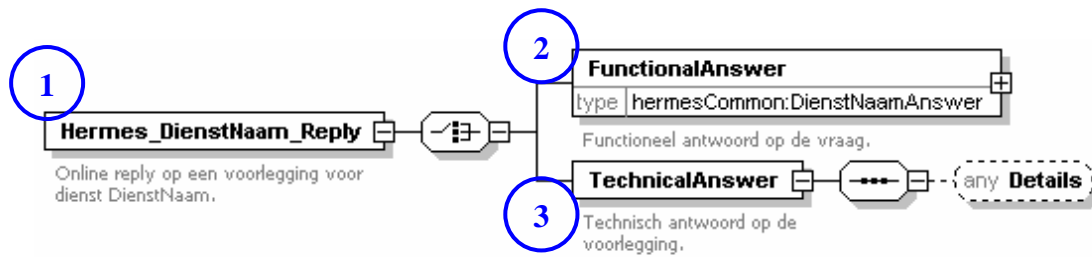 1
Hermes_DienstNaam_Reply
Online reply op een voorlegging voor
dienst DienstNaam.
2
FunctionalAnswer
type hermesCommon:DienstNaamAnswer
Functioneel antwoord op de vraag.
3
TechnicalAnswer
any Details
Technisch antwoord op de
voorlegging.